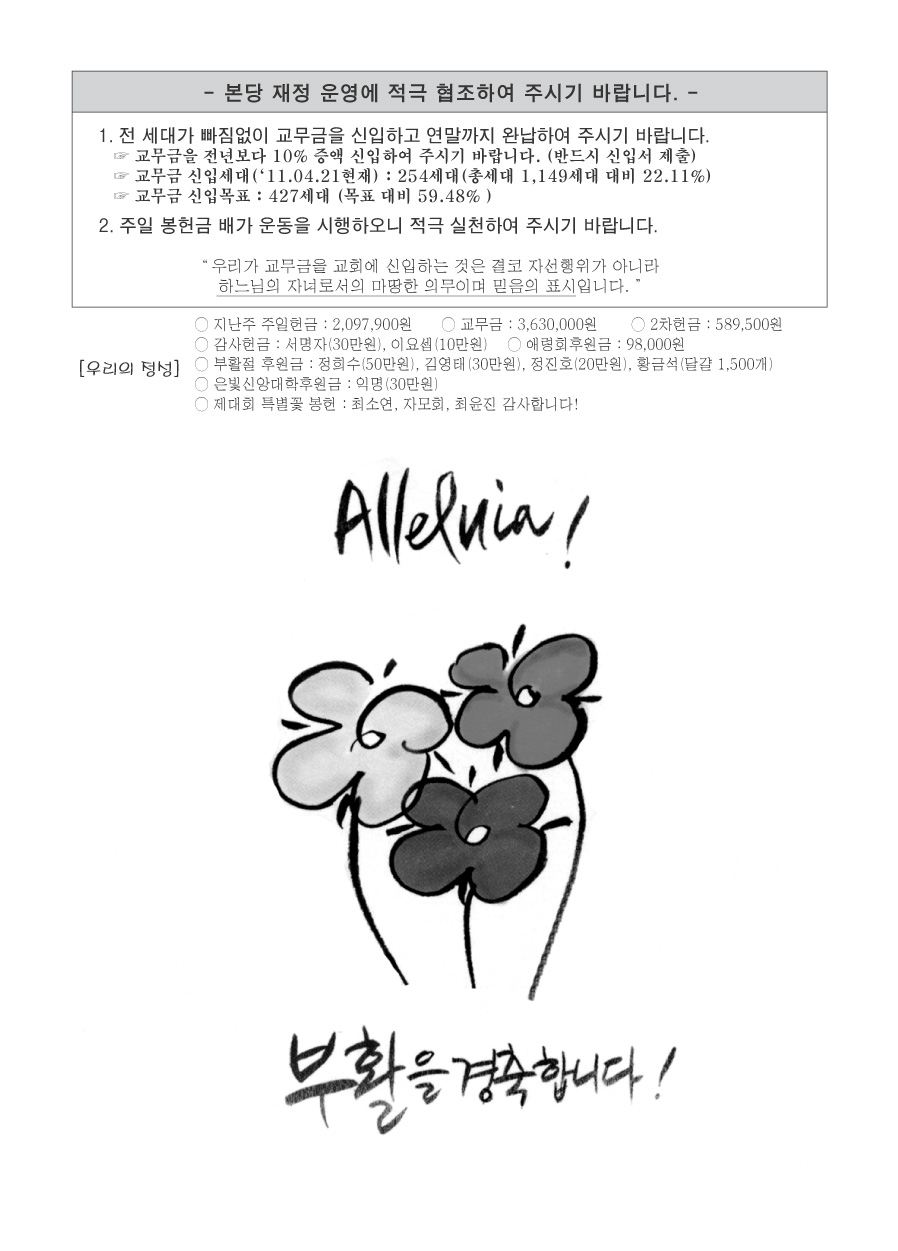 - 본당 재정 운영에 적극 협조하여 주시기 바랍니다. -
1. 전 세대가 빠짐없이 교무금을 신입하고 연말까지 완납하여 주시기 바랍니다.
☞ 교무금을 전년보다 10% 증액 신입하여 주시기 바랍니다. (반드시 신입서 제출)
☞ 교무금 신입세대(‘11.04.21현재) : 254세대(총세대 1,149세대 대비 22.11%)
☞ 교무금 신입목표 : 427세대 (목표 대비 59.48% )
2. 주일 봉헌금 배가 운동을 시행하오니 적극 실천하여 주시기 바랍니다.
“ 우리가 교무금을 교회에 신입하는 것은 결코 자선행위가 아니라
하느님의 자녀로서의 마땅한 의무이며 믿음의 표시입니다. ”
[우리의 정성]
○ 지난주 주일헌금 : 2,097,900원 ○ 교무금 : 3,630,000원 ○ 2차헌금 : 589,500원
○ 감사헌금 : 서명자(30만원), 이요셉(10만원) ○ 애령회후원금 : 98,000원
○ 부활절 후원금 : 정희수(50만원), 김영태(30만원), 정진호(20만원), 황금석(달걀 1,500개)
○ 은빛신앙대학후원금 : 익명(30만원)
○ 제대회 특별꽃 봉헌 : 최소연, 자모회, 최윤진 감사합니다!
Alleluia!
부활을 경축합니다!